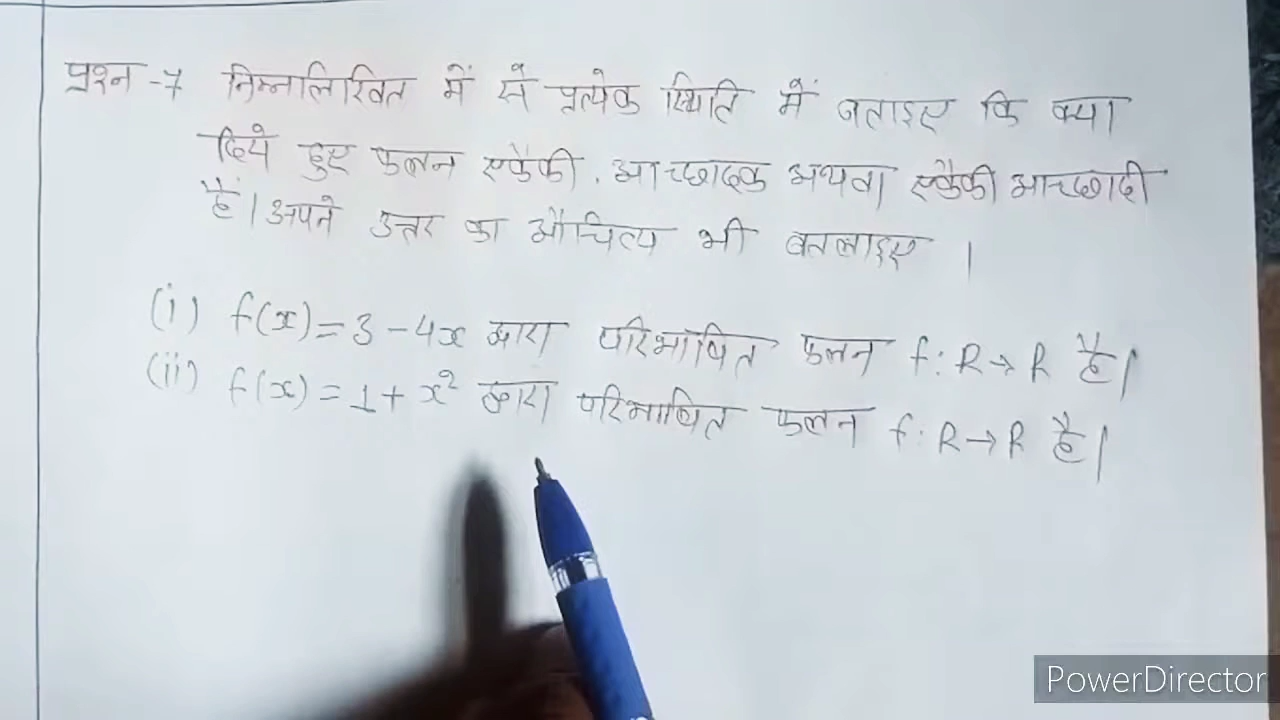 प्रश्न -7 निम्नलिखित में से प्रत्येक स्थिति में बताइए कि क्या
दिये हुए फलन एकैकी, आच्छादक अथवा एकैकी आच्छादी
हैं। अपने उत्तर का औचित्य भी बतलाइए ।
(i) f(x) = 3 - 4x द्वारा परिभाषित फलन f: R → R है।
(ii) f(x) = 1 + x² द्वारा परिभाषित फलन f: R → R है।
PowerDirector